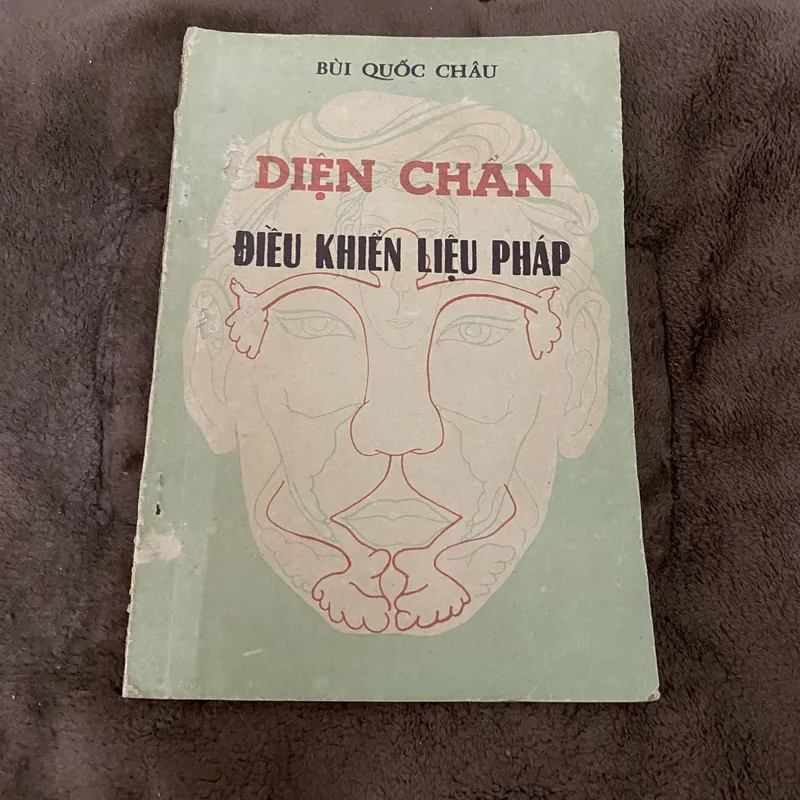 BÙI QUỐC CHÂU
DIỆN CHẨN
ĐIỀU KHIỂN LIỆU PHÁP